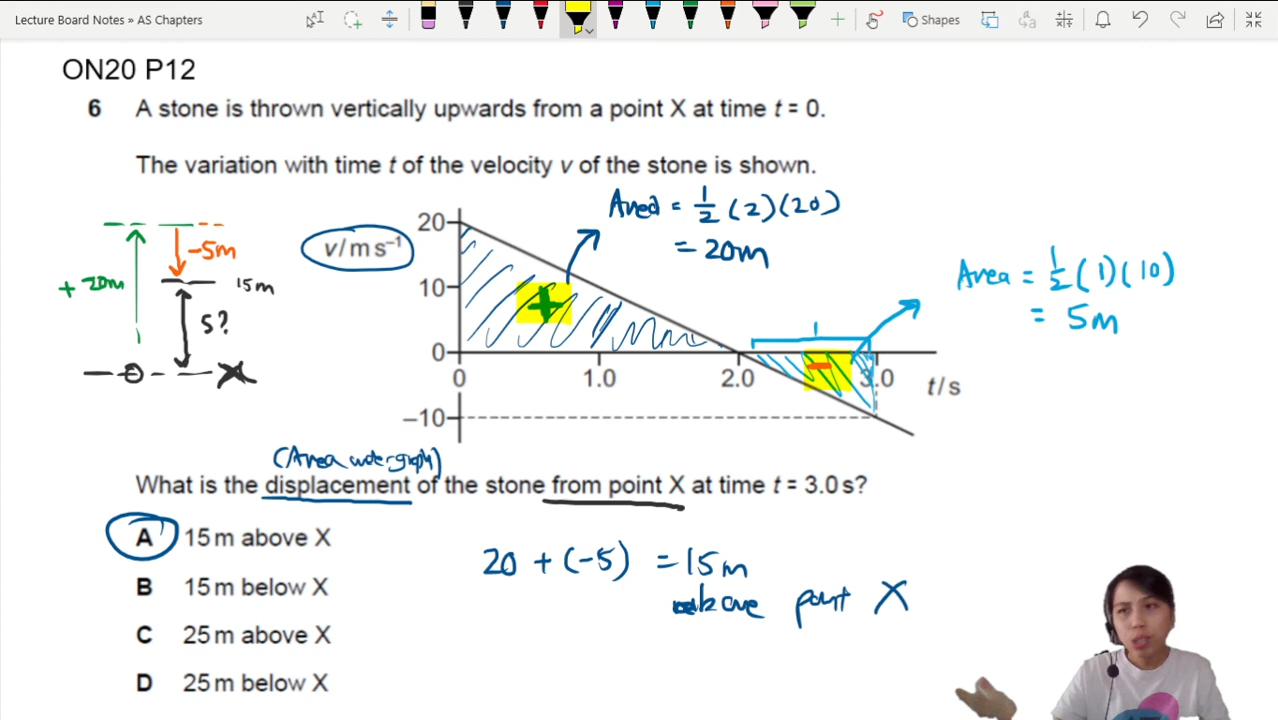 Lecture Board Notes » AS Chapters
Shapes
ON20 P12
6 A stone is thrown vertically upwards from a point X at time t = 0.
The variation with time t of the velocity v of the stone is shown.
Area = 1/2 (2)(20)
= 20m
v/m s⁻¹
20
10
0
−10
0
1.0
2.0
3.0
t/s
+
−
1
Area = 1/2 (1)(10)
= 5m
-5m
+ 20m
15m
s?
X
(Area under graph)
What is the displacement of the stone from point X at time t = 3.0 s?
A 15 m above X
B 15 m below X
C 25 m above X
D 25 m below X
20 + (-5) = 15m
above point X